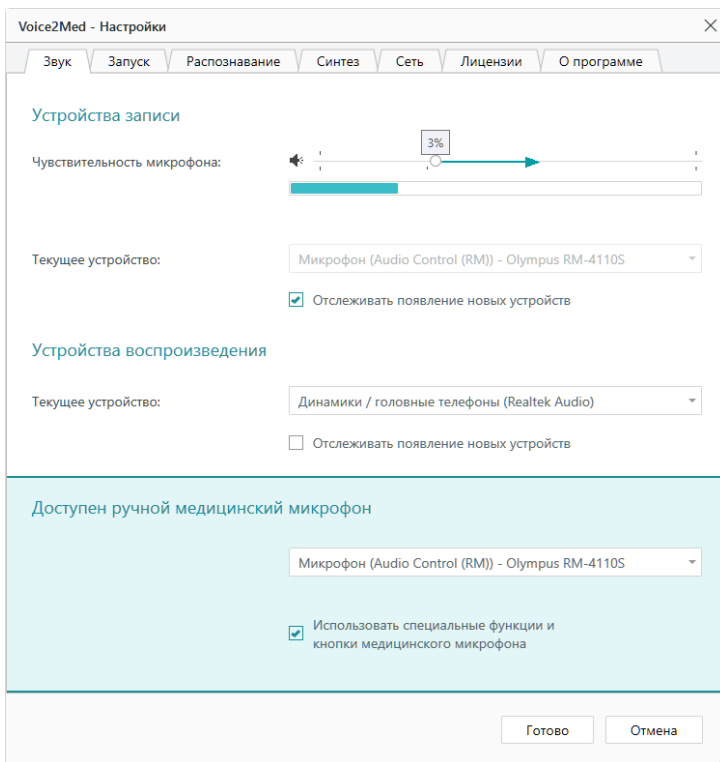 Voice2Med - Настройки
Звук Запуск Распознавание Синтез Сеть Лицензии О программе
Устройства записи
3%
Чувствительность микрофона:
Текущее устройство: Микрофон (Audio Control (RM)) - Olympus RM-4110S
Отслеживать появление новых устройств
Устройства воспроизведения
Текущее устройство: Динамики / головные телефоны (Realtek Audio)
Отслеживать появление новых устройств
Доступен ручной медицинский микрофон
Микрофон (Audio Control (RM)) - Olympus RM-4110S
Использовать специальные функции и
кнопки медицинского микрофона
Готово Отмена